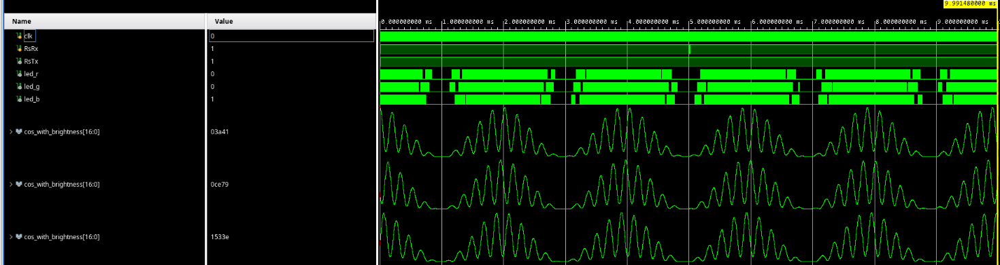 9.991480000 ms
Name Value 0.000000000 ms 1.000000000 ms 2.000000000 ms 3.000000000 ms 4.000000000 ms 5.000000000 ms 6.000000000 ms 7.000000000 ms 8.000000000 ms 9.000000000 ms
clk 0
RsRx 1
RsTx 1
led_r 0
led_g 0
led_b 1
cos_with_brightness[16:0] 03a41
cos_with_brightness[16:0] 0ce79
cos_with_brightness[16:0] 1533e